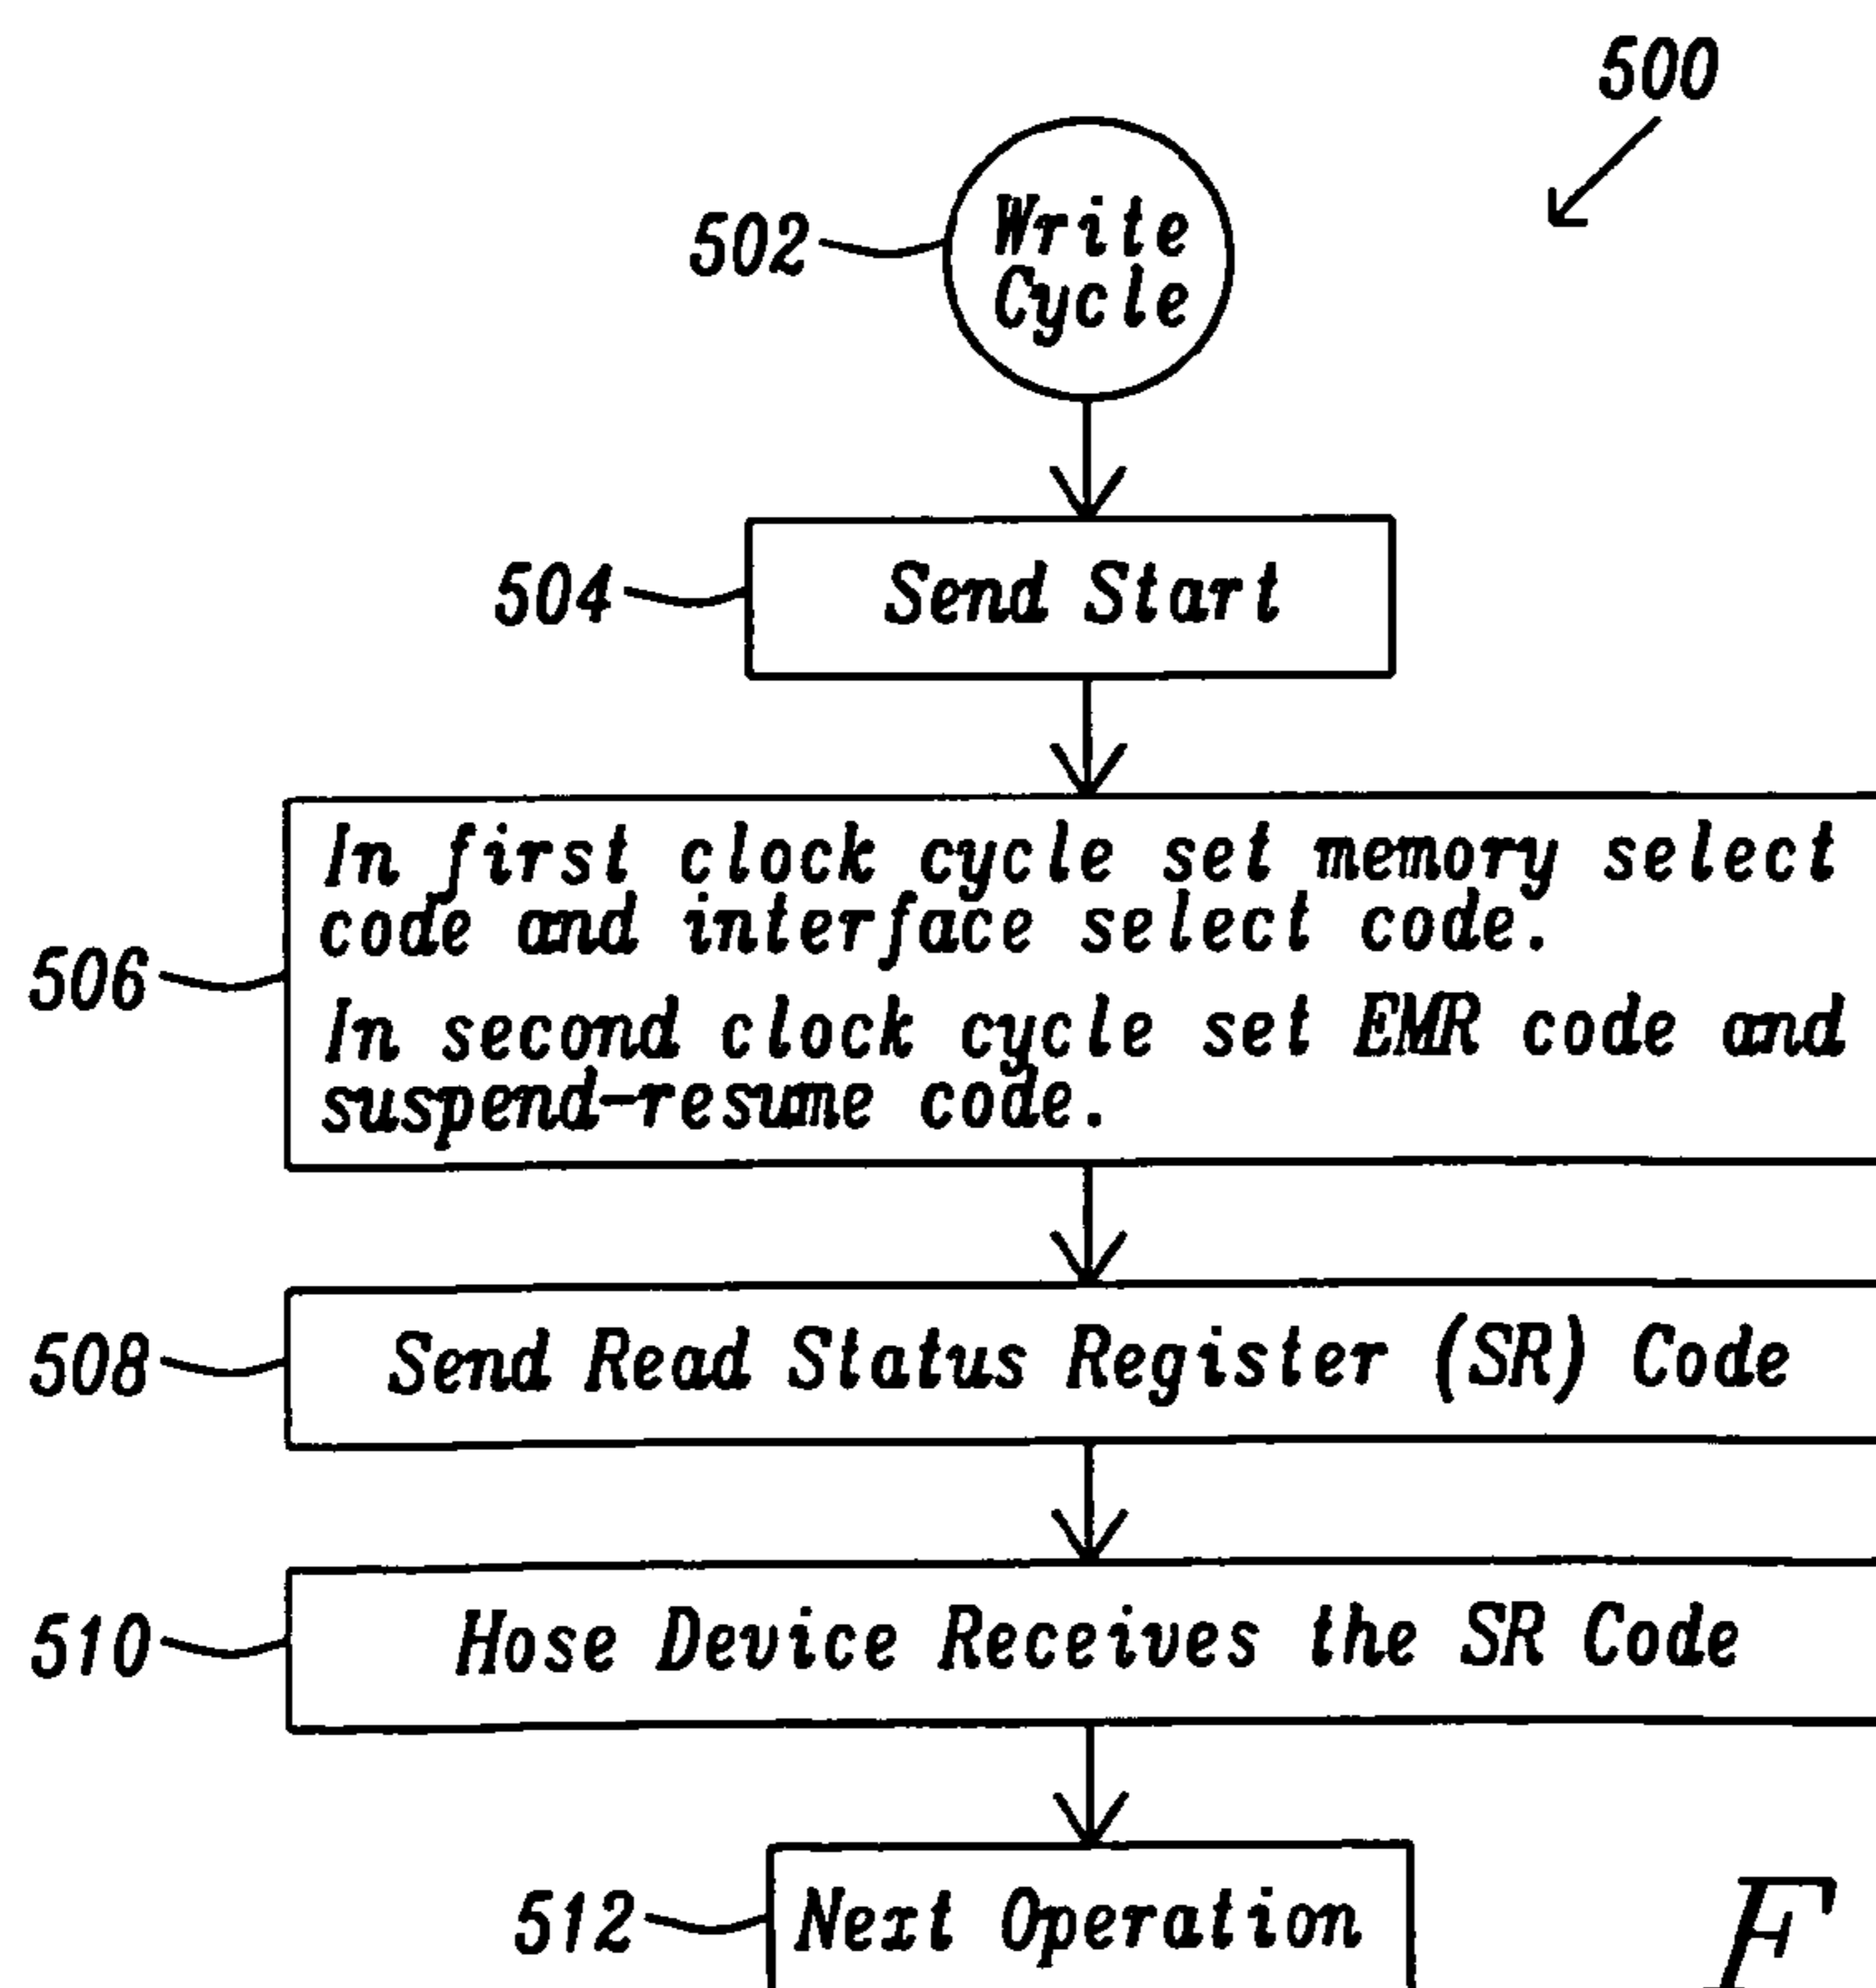 500
502
Write
Cycle
504
Send Start
506
In first clock cycle set memory select
code and interface select code.
In second clock cycle set EMR code and
suspend-resume code.
508
Send Read Status Register (SR) Code
510
Hose Device Receives the SR Code
512
Next Operation
F